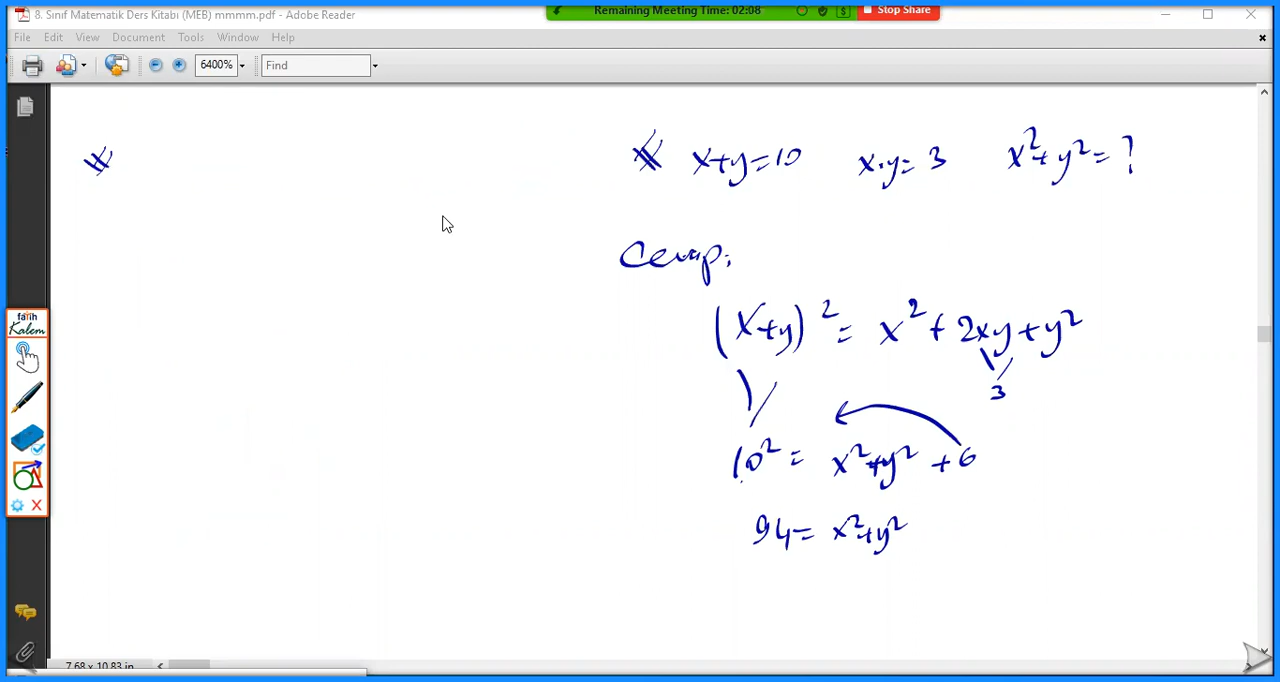 8. Sınıf Matematik Ders Kitabı (MEB) mmmm.pdf - Adobe Reader
Remaining Meeting Time: 02:08
Stop Share
File Edit View Document Tools Window Help
6400%
Find
x+y=10 x.y=3 x²+y²=?
Cevap:
(x+y)²= x²+2xy+y²
3
10²= x²+y²+6
94= x²+y²
fatih
Kalem
7.68 x 10.83 in